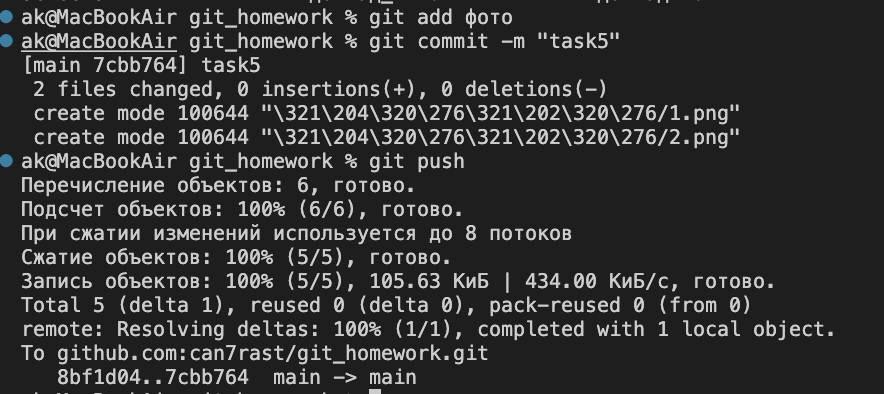 ak@MacBookAir git_homework % git add фото
ak@MacBookAir git_homework % git commit -m "task5"
[main 7cbb764] task5
2 files changed, 0 insertions(+), 0 deletions(-)
create mode 100644 "\321\204\320\276\321\202\320\276/1.png"
create mode 100644 "\321\204\320\276\321\202\320\276/2.png"
ak@MacBookAir git_homework % git push
Перечисление объектов: 6, готово.
Подсчет объектов: 100% (6/6), готово.
При сжатии изменений используется до 8 потоков
Сжатие объектов: 100% (5/5), готово.
Запись объектов: 100% (5/5), 105.63 КиБ | 434.00 КиБ/с, готово.
Total 5 (delta 1), reused 0 (delta 0), pack-reused 0 (from 0)
remote: Resolving deltas: 100% (1/1), completed with 1 local object.
To github.com:can7rast/git_homework.git
8bf1d04..7cbb764 main -> main